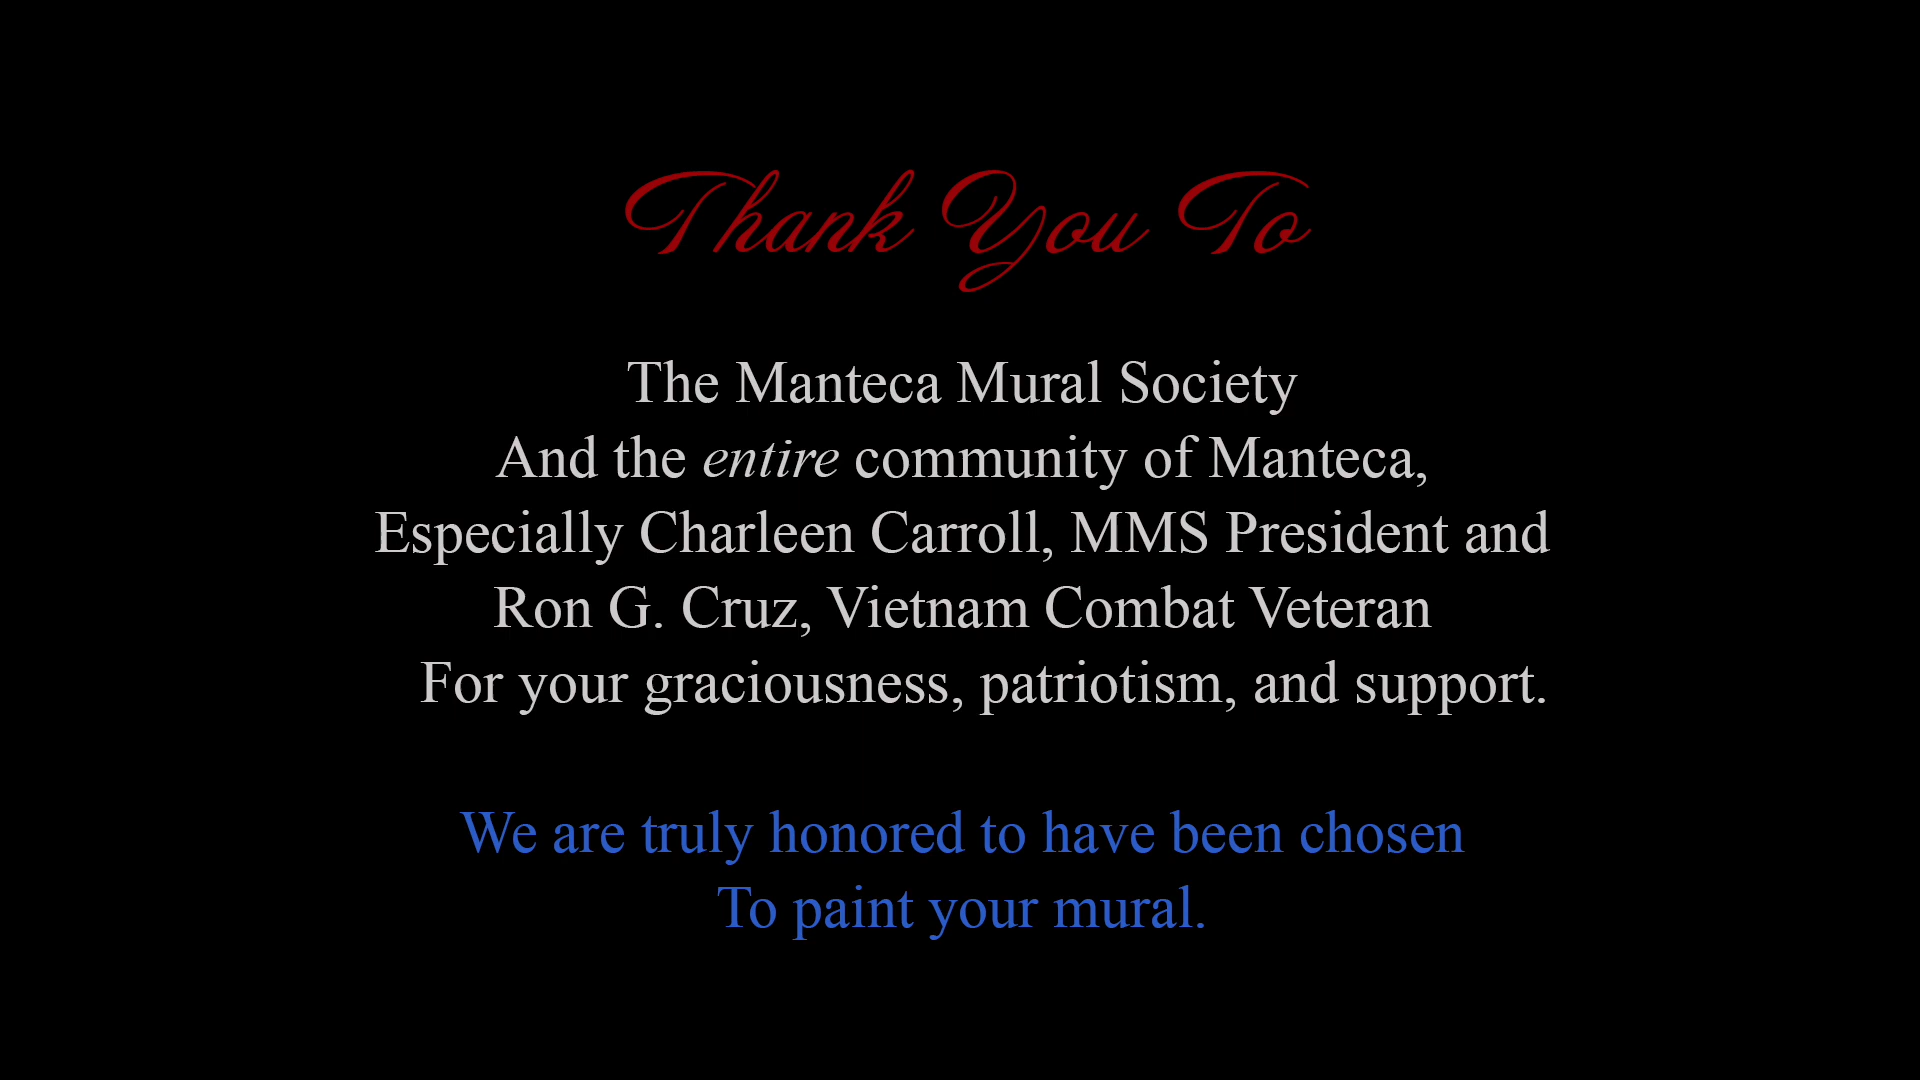 Thank You To
The Manteca Mural Society
And the entire community of Manteca,
Especially Charleen Carroll, MMS President and
Ron G. Cruz, Vietnam Combat Veteran
For your graciousness, patriotism, and support.
We are truly honored to have been chosen
To paint your mural.